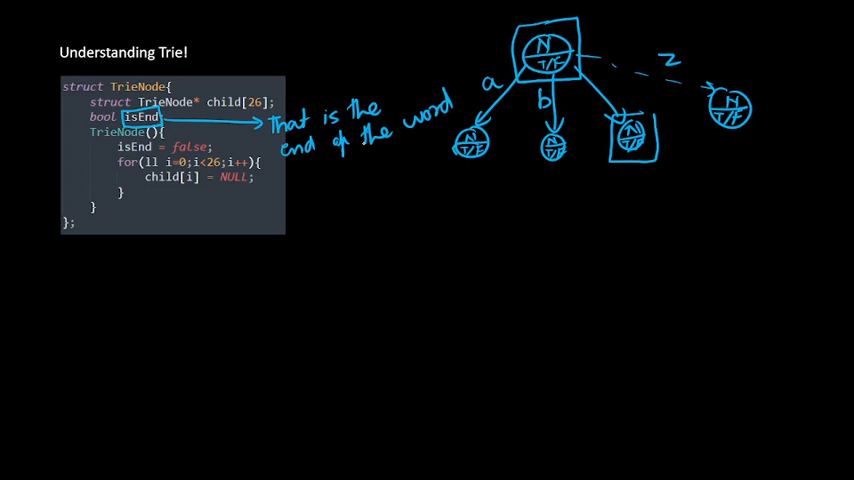 Understanding Trie!
struct TrieNode{
struct TrieNode* child[26];
bool isEnd;
TrieNode(){
isEnd = false;
for(ll i=0;i<26;i++){
child[i] = NULL;
}
}
};
That is the
end of the word
N
T/F
a
b
z
N
T/F
N
T/F
N
T/F
N
T/F